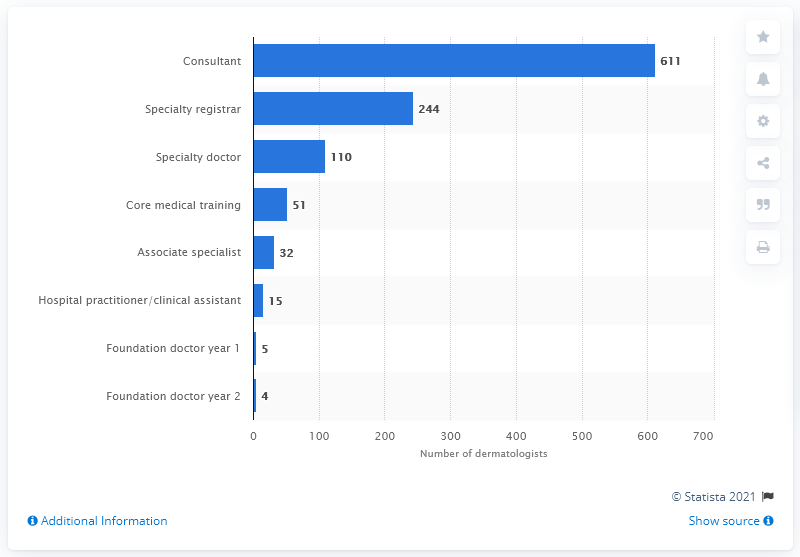 Consultant 611
Specialty registrar 244
Specialty doctor 110
Core medical training 51
Associate specialist 32
Hospital practitioner/clinical assistant 15
Foundation doctor year 1 5
Foundation doctor year 2 4
0 100 200 300 400 500 600 700
Number of dermatologists
© Statista 2021
Additional Information
Show source